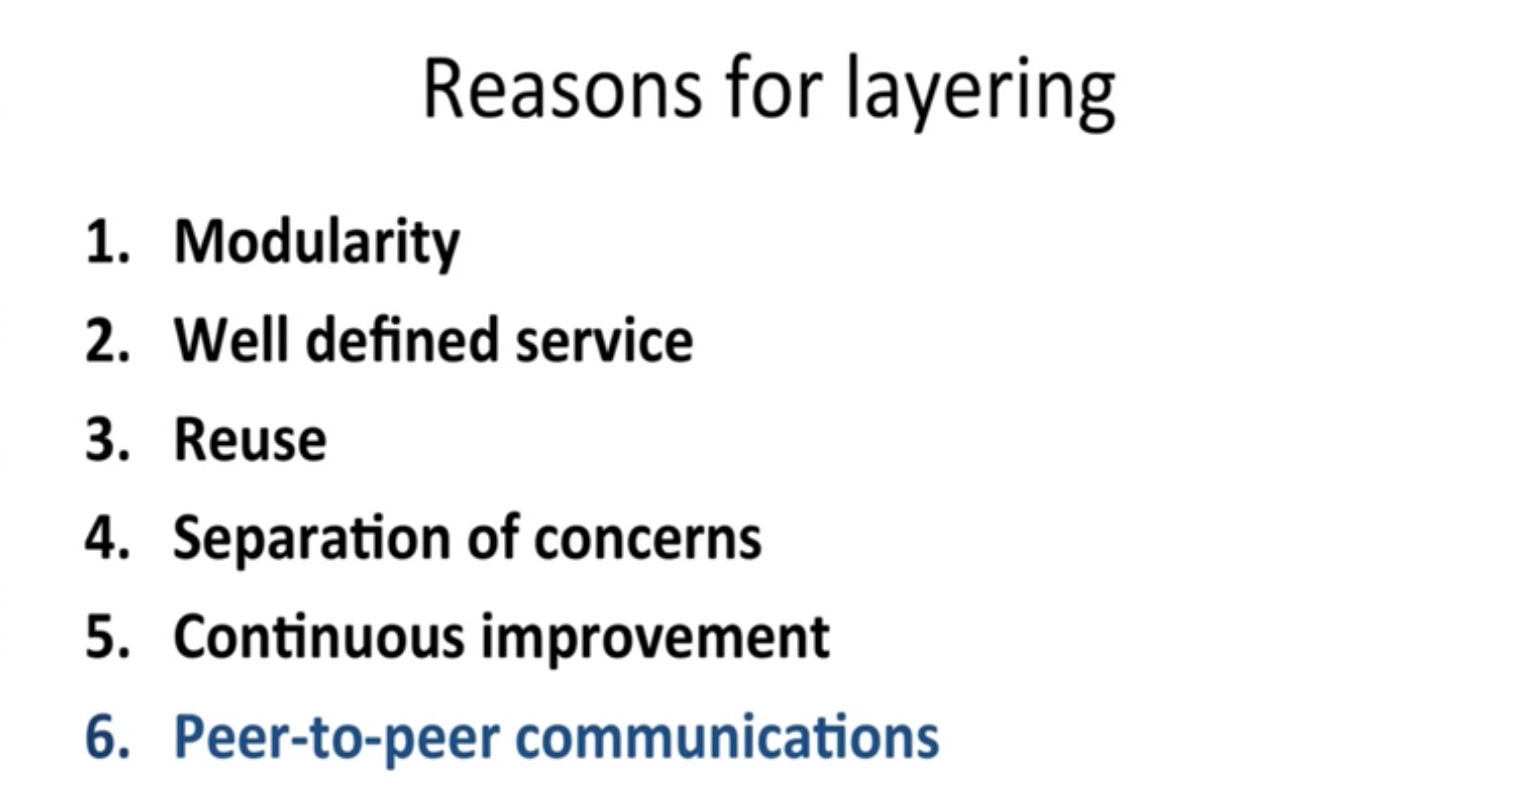 Reasons for layering
1. Modularity
2. Well defined service
3. Reuse
4. Separation of concerns
5. Continuous improvement
6. Peer-to-peer communications